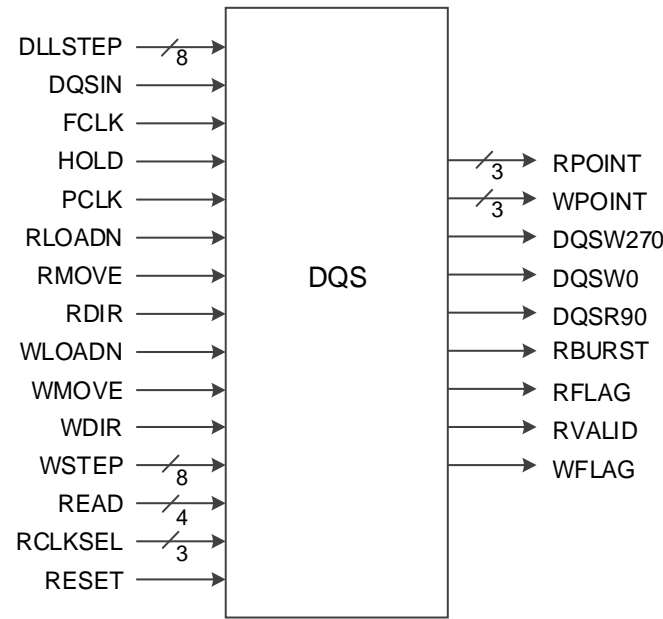 DLLSTEP
8
DQSIN
FCLK
HOLD
PCLK
RLOADN
RMOVE
RDIR
WLOADN
WMOVE
WDIR
WSTEP
8
READ
4
RCLKSEL
3
RESET
DQS
RPOINT
3
WPOINT
3
DQSW270
DQSW0
DQSR90
RBURST
RFLAG
RVALID
WFLAG